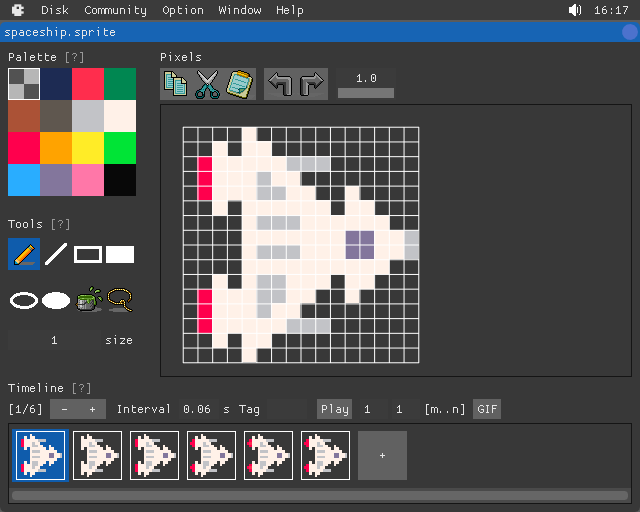 Disk Community Option Window Help 16:17
spaceship.sprite
Palette [?]
Pixels
1.0
Tools [?]
1 size
Timeline [?]
[1/6] - + Interval 0.06 s Tag Play 1 1 [m..n] GIF
+